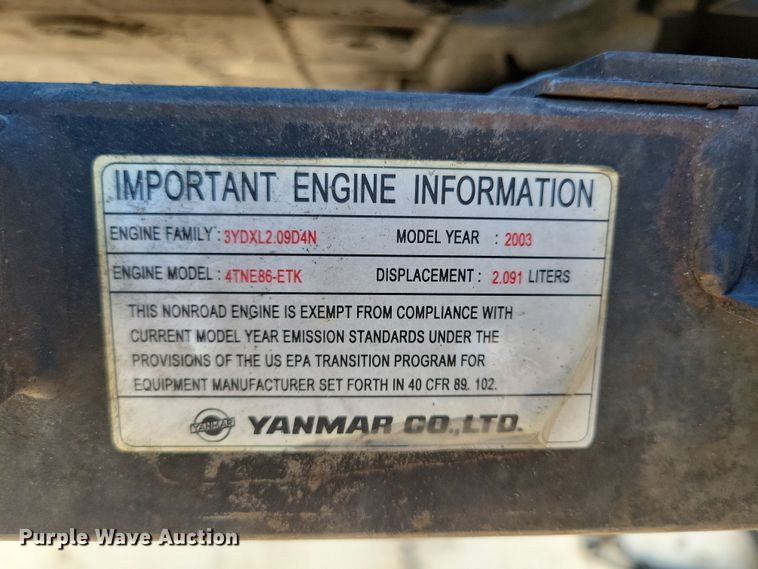 IMPORTANT ENGINE INFORMATION
ENGINE FAMILY : 3YDXL2.09D4N MODEL YEAR : 2003
ENGINE MODEL : 4TNE86-ETK DISPLACEMENT : 2.091 LITERS
THIS NONROAD ENGINE IS EXEMPT FROM COMPLIANCE WITH
CURRENT MODEL YEAR EMISSION STANDARDS UNDER THE
PROVISIONS OF THE US EPA TRANSITION PROGRAM FOR
EQUIPMENT MANUFACTURER SET FORTH IN 40 CFR 89. 102.
YANMAR YANMAR CO.,LTD.
Purple Wave Auction